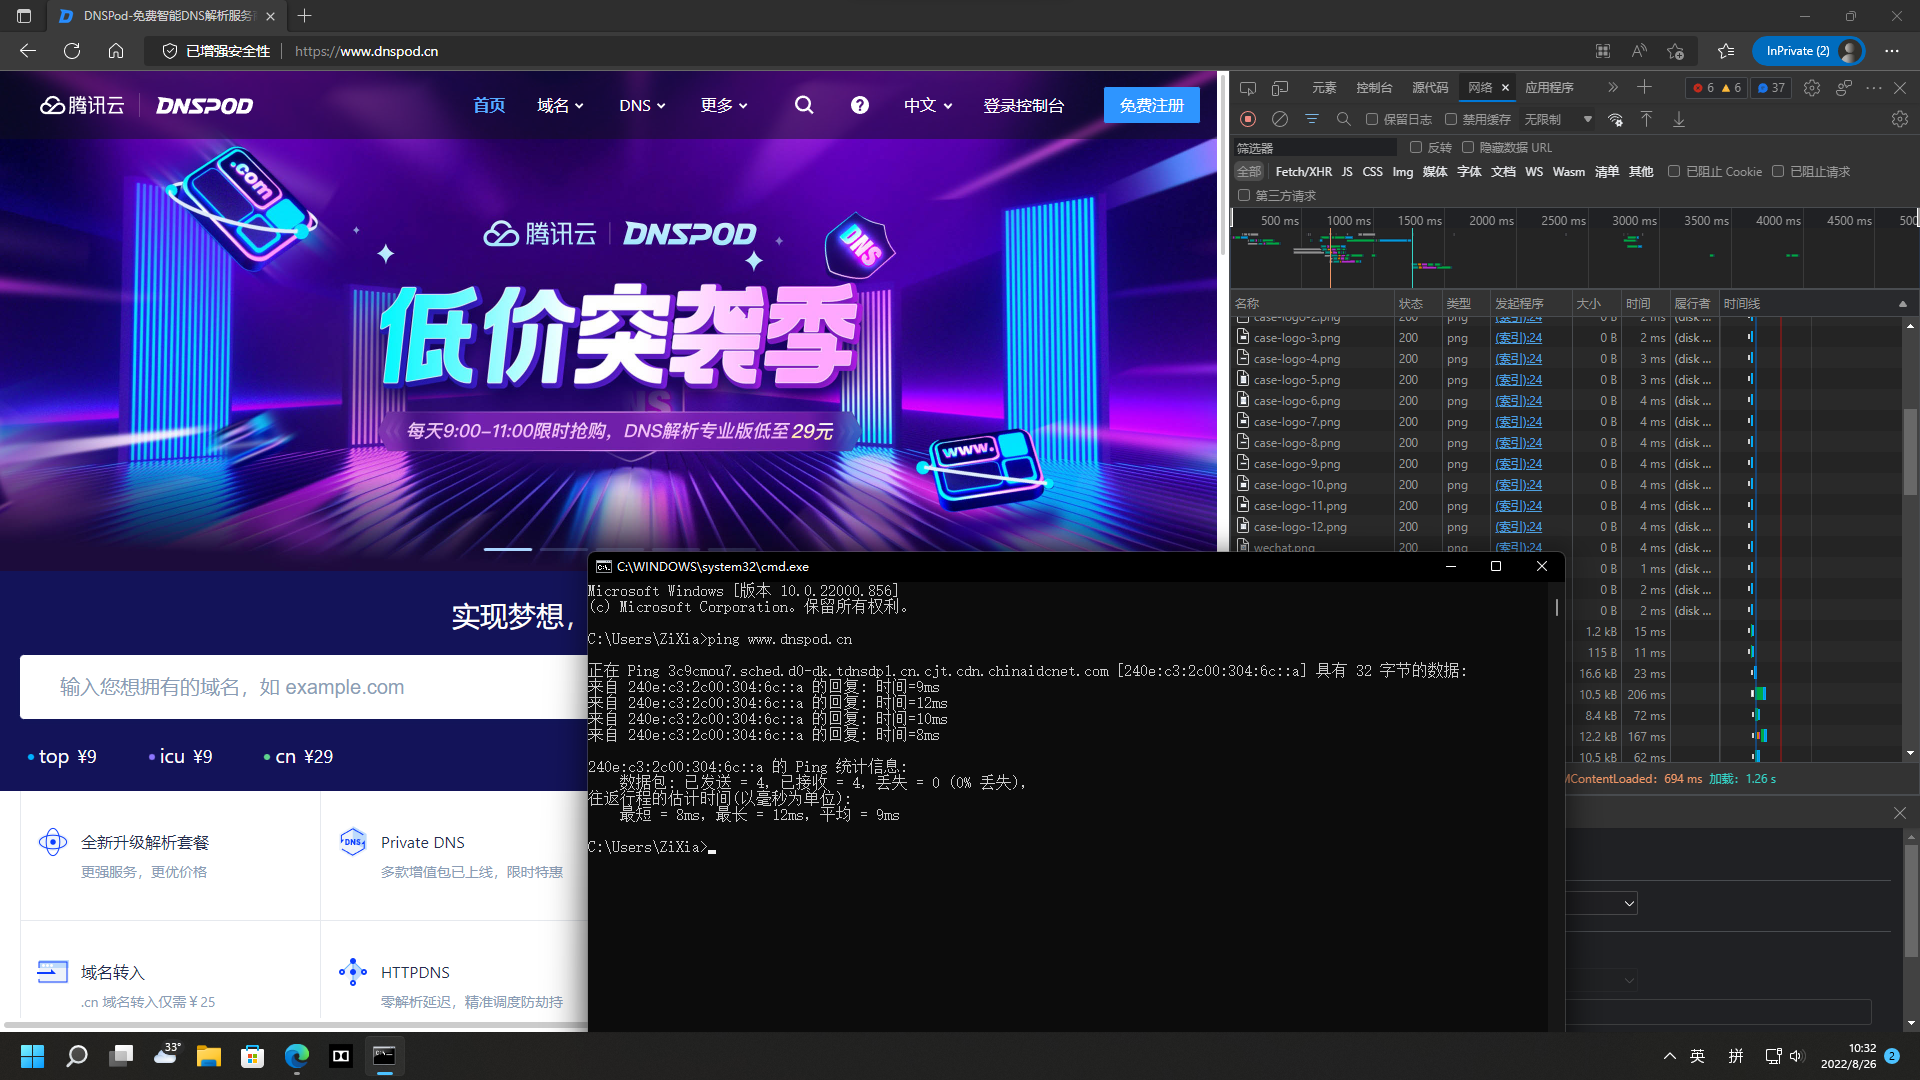 DNSPod-免费智能DNS解析服务
已增强安全性
https://www.dnspod.cn
InPrivate (2)
腾讯云 DNSPOD
首页
域名
DNS
更多
中文
登录控制台
免费注册
.com
腾讯云 DNSPOD
DNS
低价突袭季
每天9:00-11:00限时抢购，DNS解析专业版低至29元
www.
实现梦想，
输入您想拥有的域名，如 example.com
top ¥9
icu ¥9
cn ¥29
全新升级解析套餐
更强服务，更优价格
Private DNS
多款增值包已上线，限时特惠
域名转入
.cn 域名转入仅需￥25
HTTPDNS
零解析延迟，精准调度防劫持
元素
控制台
源代码
网络
应用程序
6
6
37
保留日志
禁用缓存
无限制
筛选器
反转
隐藏数据 URL
全部 Fetch/XHR JS CSS Img 媒体 字体 文档 WS Wasm 清单 其他
已阻止 Cookie
已阻止请求
第三方请求
500 ms 1000 ms 1500 ms 2000 ms 2500 ms 3000 ms 3500 ms 4000 ms 4500 ms 500
名称 状态 类型 发起程序 大小 时间 履行者 时间线
case-logo-2.png 200 png (索引):24 0 B 2 ms (disk ...
case-logo-3.png 200 png (索引):24 0 B 2 ms (disk ...
case-logo-4.png 200 png (索引):24 0 B 3 ms (disk ...
case-logo-5.png 200 png (索引):24 0 B 3 ms (disk ...
case-logo-6.png 200 png (索引):24 0 B 4 ms (disk ...
case-logo-7.png 200 png (索引):24 0 B 4 ms (disk ...
case-logo-8.png 200 png (索引):24 0 B 4 ms (disk ...
case-logo-9.png 200 png (索引):24 0 B 4 ms (disk ...
case-logo-10.png 200 png (索引):24 0 B 4 ms (disk ...
case-logo-11.png 200 png (索引):24 0 B 4 ms (disk ...
case-logo-12.png 200 png (索引):24 0 B 4 ms (disk ...
wechat.png 200 png (索引):24 0 B 4 ms (disk ...
0 B 1 ms (disk ...
0 B 2 ms (disk ...
0 B 2 ms (disk ...
1.2 kB 15 ms
115 B 11 ms
16.6 kB 23 ms
10.5 kB 206 ms
8.4 kB 72 ms
12.2 kB 167 ms
10.5 kB 62 ms
MContentLoaded: 694 ms 加载: 1.26 s
C:\WINDOWS\system32\cmd.exe
Microsoft Windows [版本 10.0.22000.856]
(c) Microsoft Corporation。保留所有权利。
C:\Users\ZiXia>ping www.dnspod.cn
正在 Ping 3c9cmou7.sched.d0-dk.tdnsdp1.cn.cjt.cdn.chinaidcnet.com [240e:c3:2c00:304:6c::a] 具有 32 字节的数据:
来自 240e:c3:2c00:304:6c::a 的回复: 时间=9ms
来自 240e:c3:2c00:304:6c::a 的回复: 时间=12ms
来自 240e:c3:2c00:304:6c::a 的回复: 时间=10ms
来自 240e:c3:2c00:304:6c::a 的回复: 时间=8ms
240e:c3:2c00:304:6c::a 的 Ping 统计信息:
数据包: 已发送 = 4，已接收 = 4，丢失 = 0 (0% 丢失)，
往返行程的估计时间(以毫秒为单位):
最短 = 8ms，最长 = 12ms，平均 = 9ms
C:\Users\ZiXia>
33°
英
拼
10:32
2022/8/26
2